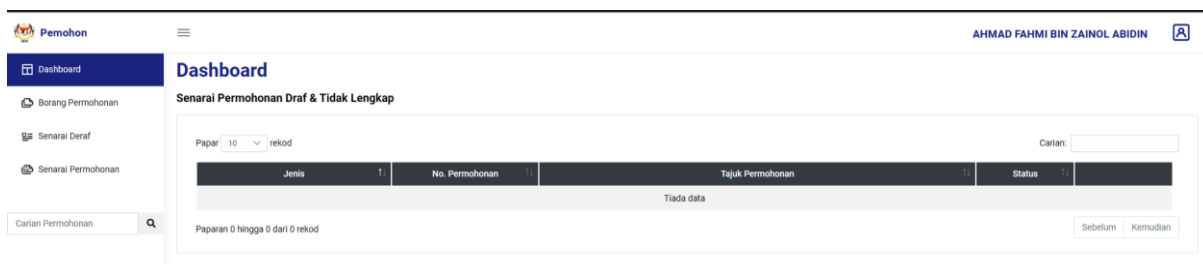 Pemohon
AHMAD FAHMI BIN ZAINOL ABIDIN
Dashboard
Borang Permohonan
Senarai Deraf
Senarai Permohonan
Carian Permohonan
Dashboard
Senarai Permohonan Draf & Tidak Lengkap
Papar 10 rekod
Carian:
Jenis No. Permohonan Tajuk Permohonan Status
Tiada data
Paparan 0 hingga 0 dari 0 rekod
Sebelum Kemudian